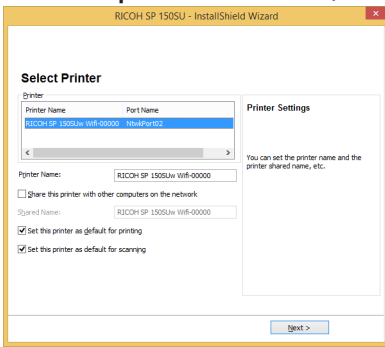 RICOH SP 150SU - InstallShield Wizard
Select Printer
Printer
Printer Name Port Name
RICOH SP 150SUw Wifi-00000 NtwkPort02
Printer Name: RICOH SP 150SUw Wifi-00000
Share this printer with other computers on the network
Shared Name: RICOH SP 150SUw Wifi-00000
Set this printer as default for printing
Set this printer as default for scanning
Printer Settings
You can set the printer name and the
printer shared name, etc.
Next >